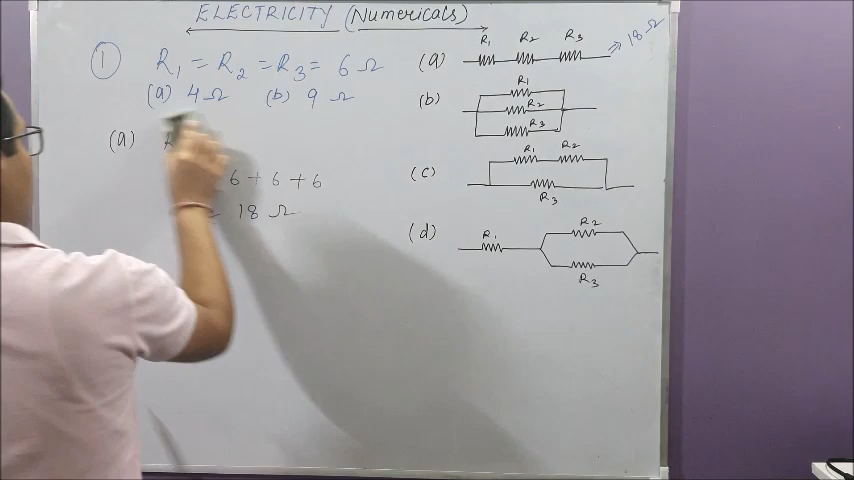 ELECTRICITY (Numericals)
① R₁ = R₂ = R₃ = 6 Ω
(a) 4 Ω (b) 9 Ω
(a)
6 + 6 + 6
= 18 Ω
(a) R₁ R₂ R₃ ⇒ 18 Ω
(b) R₁
R₂
R₃
(c) R₁ R₂
R₃
(d) R₁ R₂
R₃